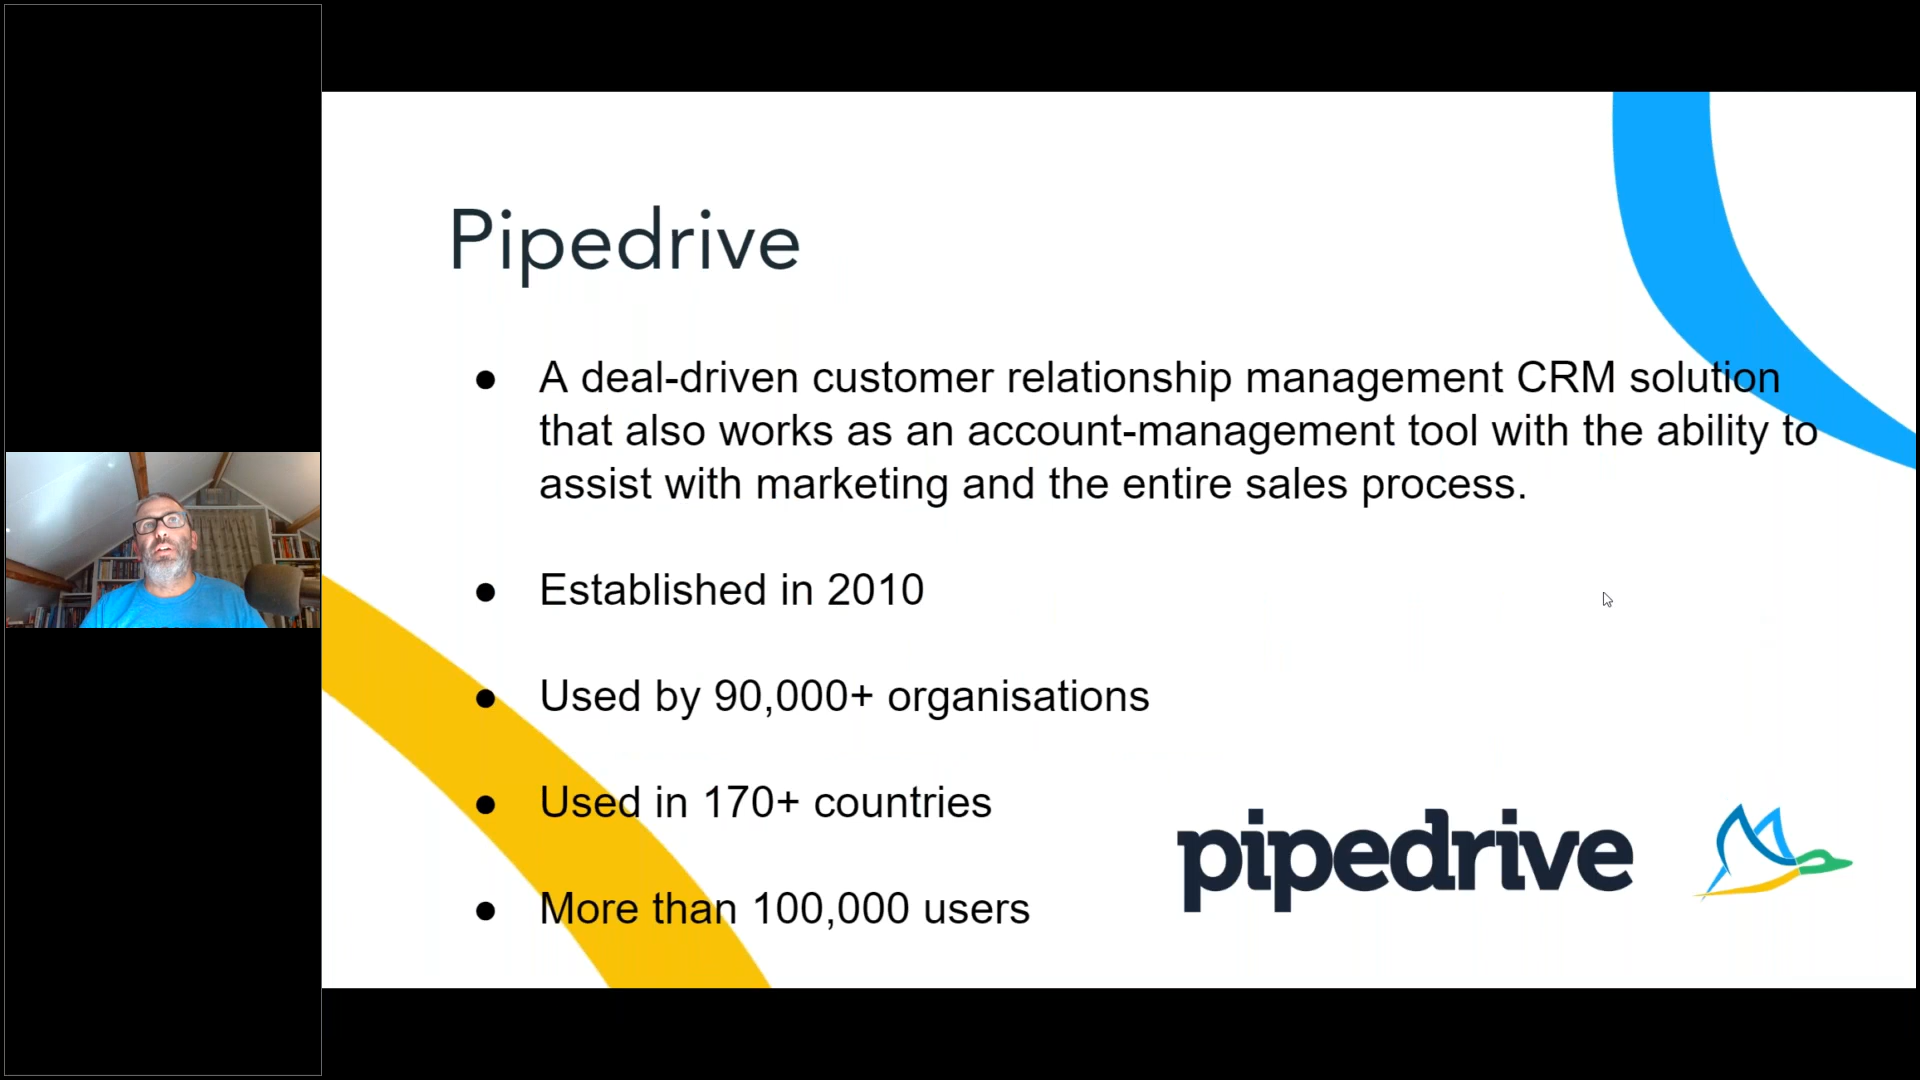 Pipedrive
● A deal-driven customer relationship management CRM solution
that also works as an account-management tool with the ability to
assist with marketing and the entire sales process.
● Established in 2010
● Used by 90,000+ organisations
● Used in 170+ countries
● More than 100,000 users
pipedrive